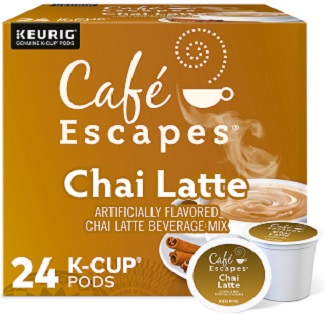 KEURIG®
GENUINE K-CUP® PODS
Café
Escapes®
Chai Latte
ARTIFICIALLY FLAVORED
CHAI LATTE BEVERAGE MIX
24 K-CUP®
PODS
Café
Escapes
Chai
Latte
KEURIG